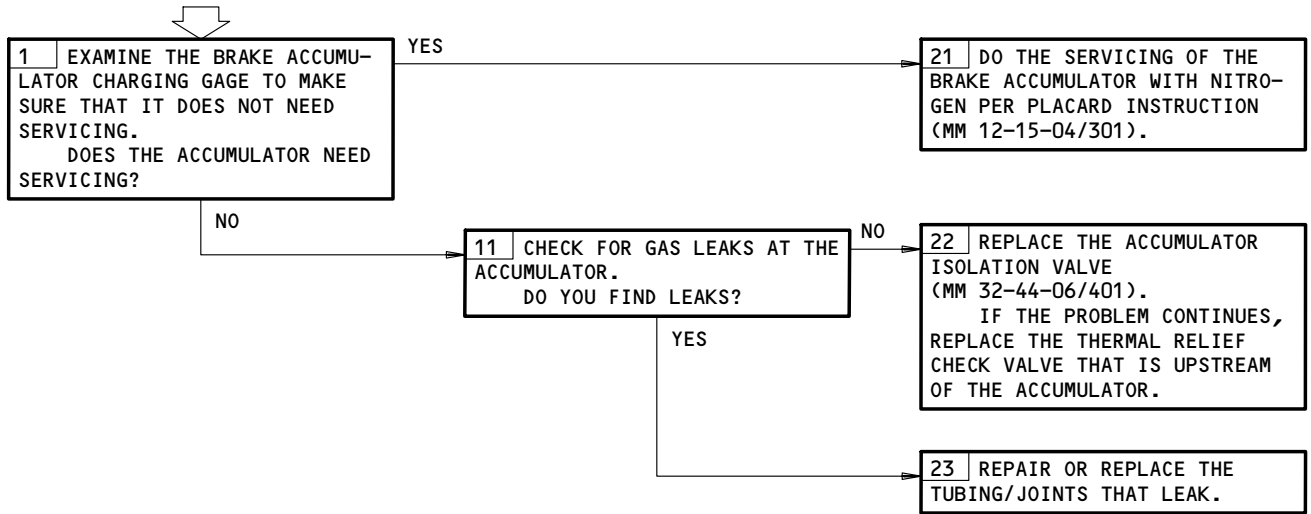 1 EXAMINE THE BRAKE ACCUMU-
LATOR CHARGING GAGE TO MAKE
SURE THAT IT DOES NOT NEED
SERVICING.
DOES THE ACCUMULATOR NEED
SERVICING?
YES
21 DO THE SERVICING OF THE
BRAKE ACCUMULATOR WITH NITRO-
GEN PER PLACARD INSTRUCTION
(MM 12-15-04/301).
NO
11 CHECK FOR GAS LEAKS AT THE
ACCUMULATOR.
DO YOU FIND LEAKS?
NO
22 REPLACE THE ACCUMULATOR
ISOLATION VALVE
(MM 32-44-06/401).
IF THE PROBLEM CONTINUES,
REPLACE THE THERMAL RELIEF
CHECK VALVE THAT IS UPSTREAM
OF THE ACCUMULATOR.
YES
23 REPAIR OR REPLACE THE
TUBING/JOINTS THAT LEAK.